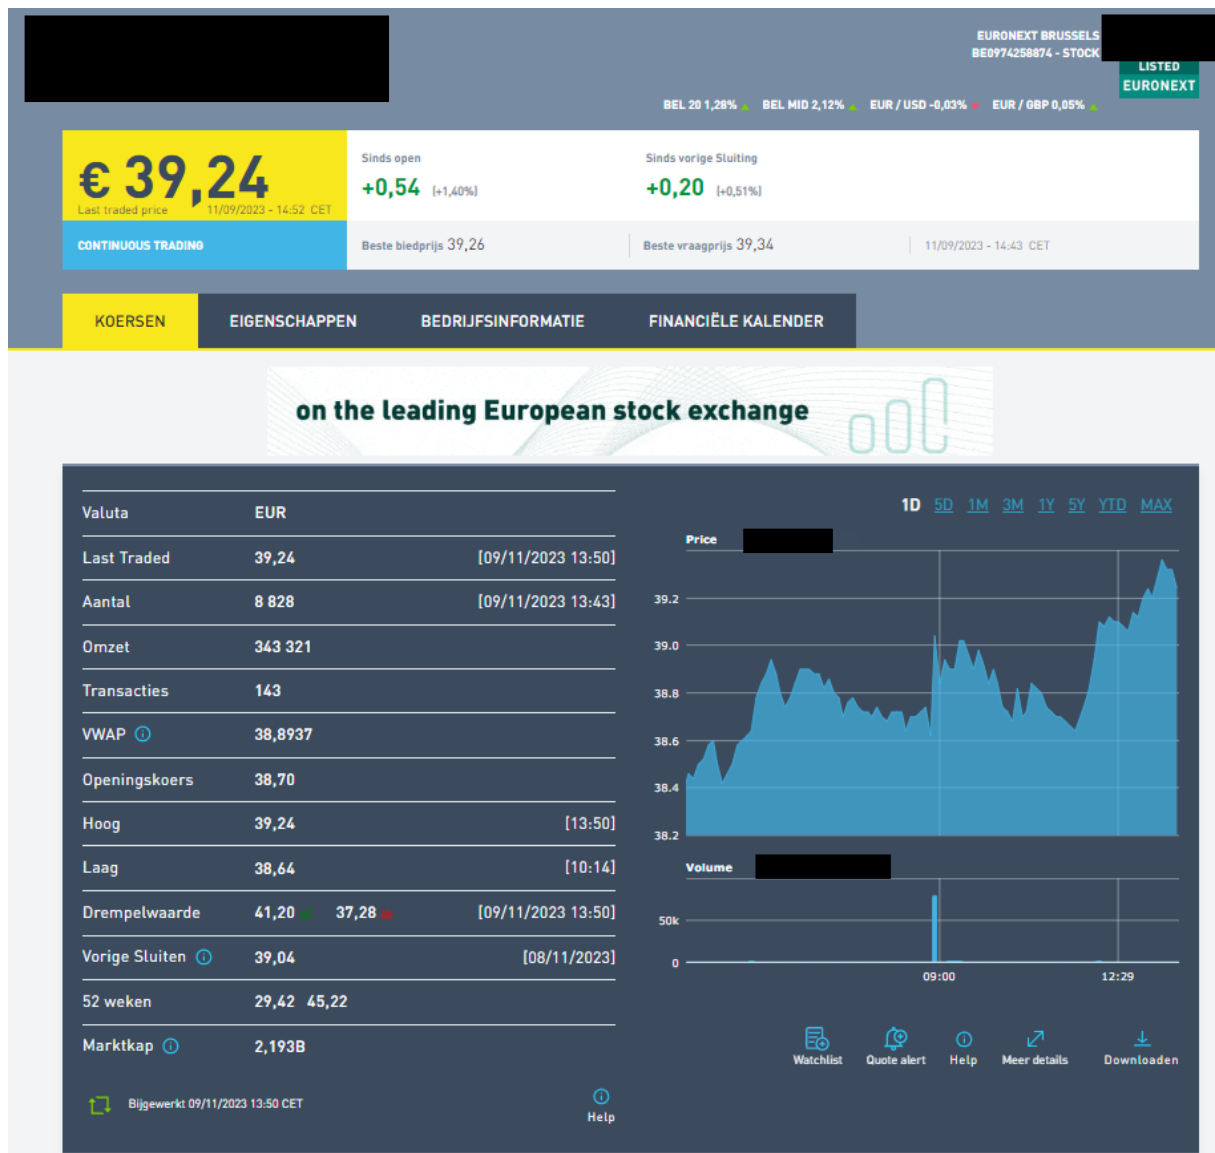 EURONEXT BRUSSELS
BE0974258874 - STOCK
LISTED
EURONEXT
BEL 20 1,28% BEL MID 2,12% EUR / USD -0,03% EUR / GBP 0,05%
€ 39,24
Last traded price 11/09/2023 - 14:52 CET
Sinds open
+0,54 (+1,40%)
Sinds vorige Sluiting
+0,20 (+0,51%)
CONTINUOUS TRADING
Beste biedprijs 39,26
Beste vraagprijs 39,34
11/09/2023 - 14:43 CET
KOERSEN EIGENSCHAPPEN BEDRIJFSINFORMATIE FINANCIËLE KALENDER
on the leading European stock exchange
Valuta EUR
Last Traded 39,24 [09/11/2023 13:50]
Aantal 8 828 [09/11/2023 13:43]
Omzet 343 321
Transacties 143
VWAP 38,8937
Openingskoers 38,70
Hoog 39,24 [13:50]
Laag 38,64 [10:14]
Drempelwaarde 41,20 37,28 [09/11/2023 13:50]
Vorige Sluiten 39,04 [08/11/2023]
52 weken 29,42 45,22
Marktkap 2,193B
Bijgewerkt 09/11/2023 13:50 CET
Help
1D 5D 1M 3M 1Y 5Y YTD MAX
Price
39.2
39.0
38.8
38.6
38.4
38.2
Volume
50k
0
09:00 12:29
Watchlist Quote alert Help Meer details Downloaden